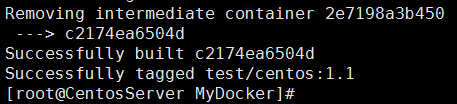 Removing intermediate container 2e7198a3b450
---> c2174ea6504d
Successfully built c2174ea6504d
Successfully tagged test/centos:1.1
[root@CentosServer MyDocker]#